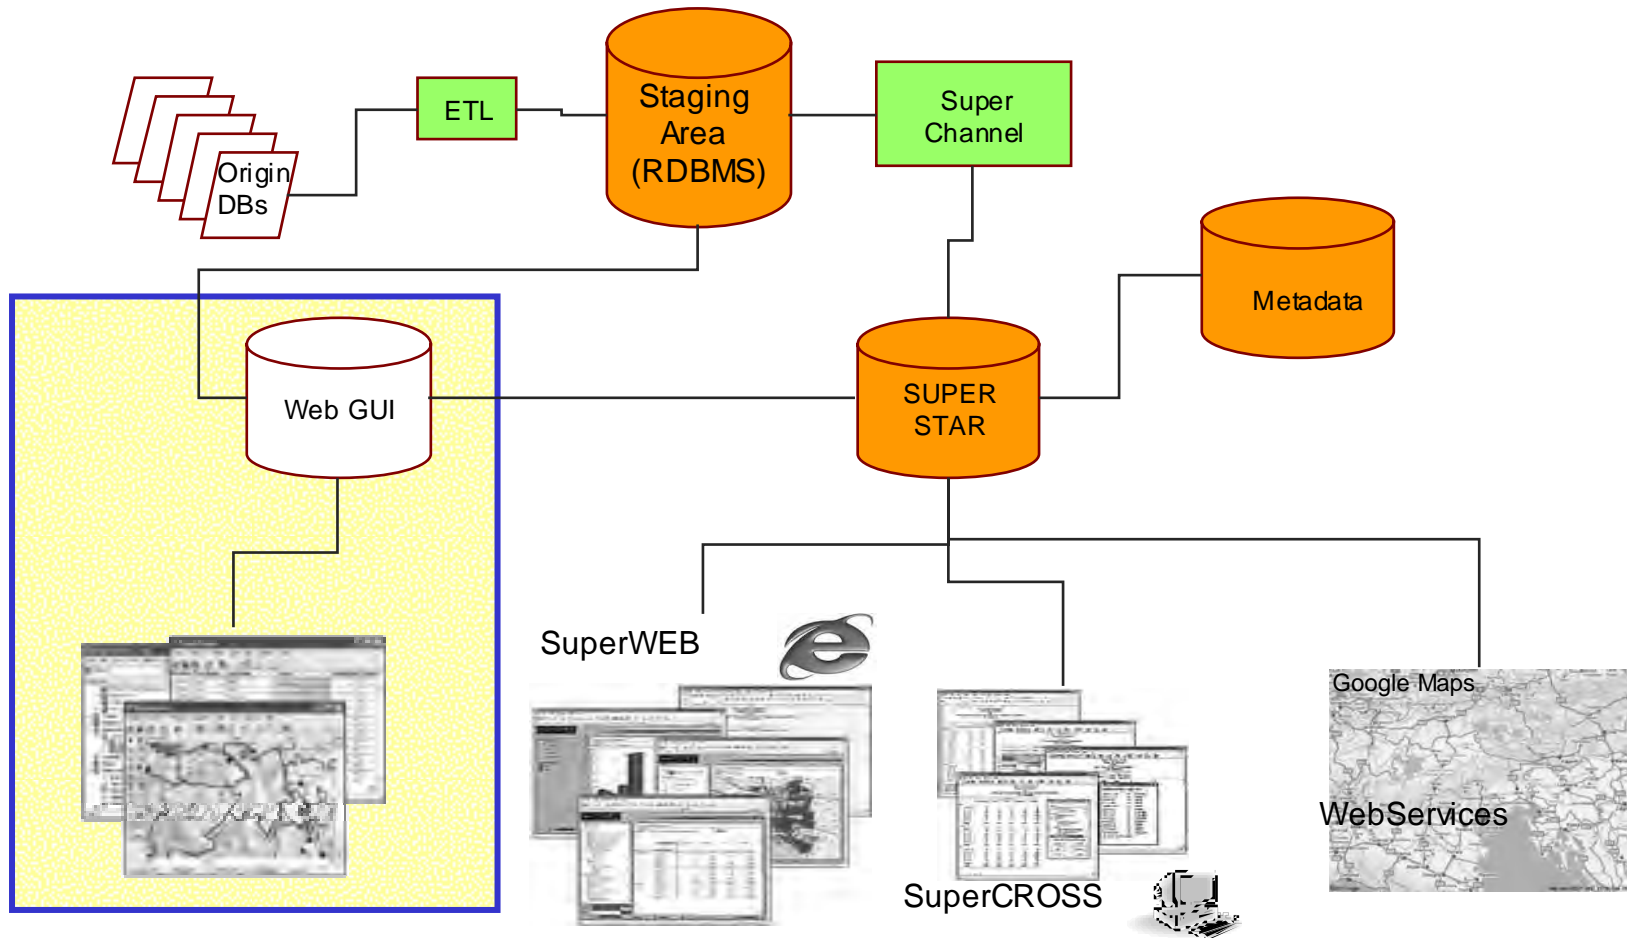 Origin
DBs
ETL
Staging
Area
(RDBMS)
Super
Channel
Metadata
Web GUI
SUPER
STAR
SuperWEB
SuperCROSS
Google Maps
WebServices